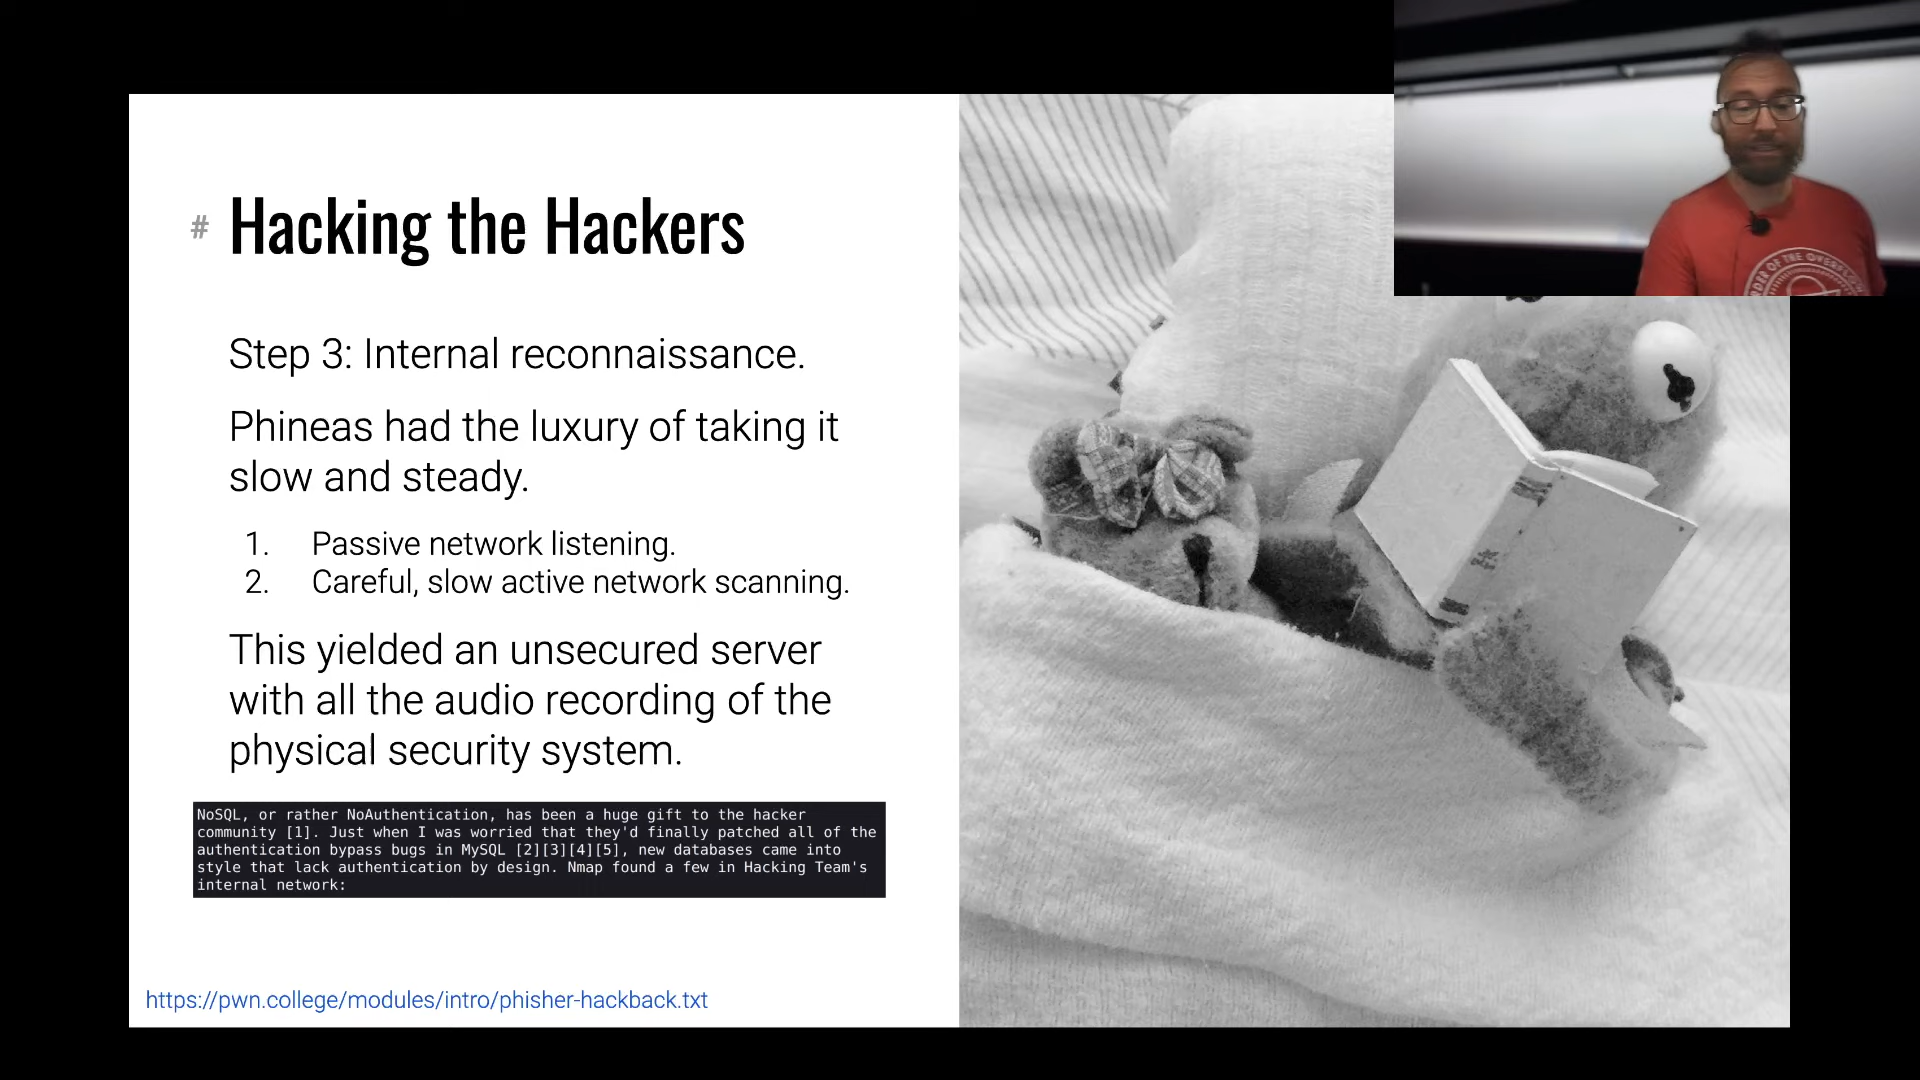 # Hacking the Hackers
Step 3: Internal reconnaissance.
Phineas had the luxury of taking it
slow and steady.
1. Passive network listening.
2. Careful, slow active network scanning.
This yielded an unsecured server
with all the audio recording of the
physical security system.
NoSQL, or rather NoAuthentication, has been a huge gift to the hacker
community [1]. Just when I was worried that they'd finally patched all of the
authentication bypass bugs in MySQL [2][3][4][5], new databases came into
style that lack authentication by design. Nmap found a few in Hacking Team's
internal network:
https://pwn.college/modules/intro/phisher-hackback.txt
OF THE